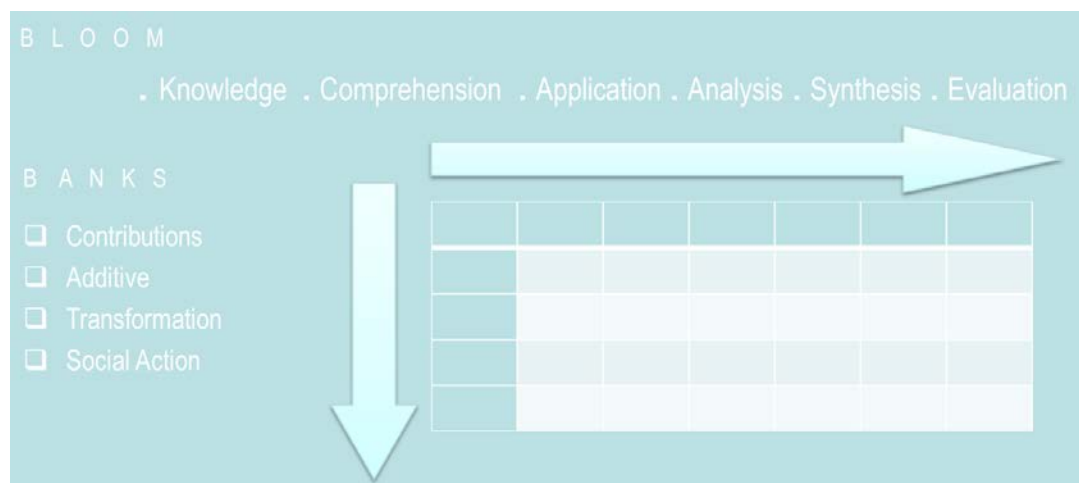 B L O O M
. Knowledge . Comprehension . Application . Analysis . Synthesis . Evaluation
B A N K S
❑ Contributions
❑ Additive
❑ Transformation
❑ Social Action